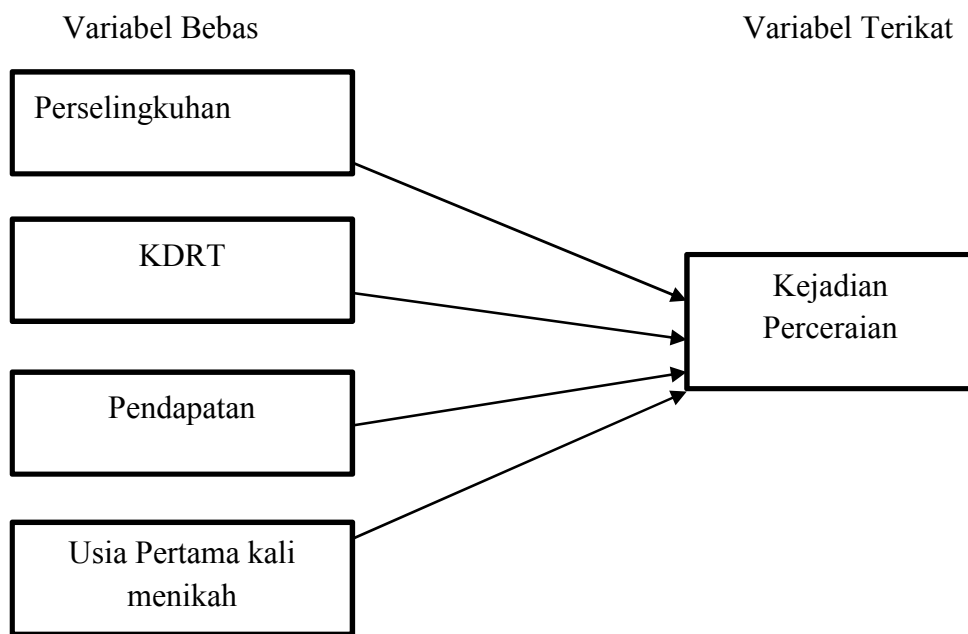 Variabel Bebas
Variabel Terikat
Perselingkuhan
KDRT
Pendapatan
Usia Pertama kali
menikah
Kejadian
Perceraian